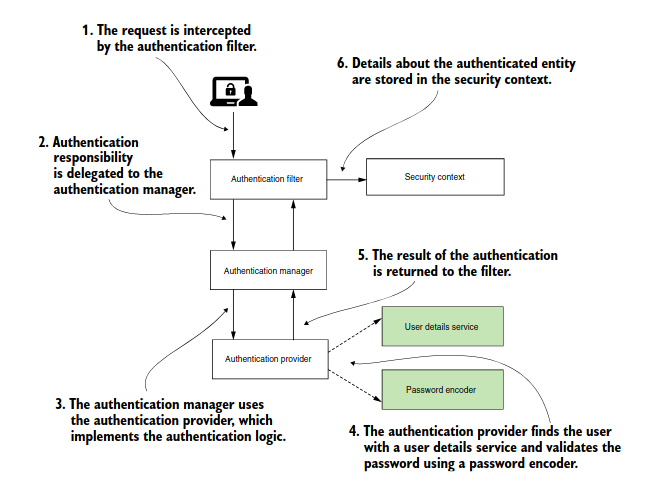 1. The request is intercepted
by the authentication filter.
6. Details about the authenticated entity
are stored in the security context.
2. Authentication
responsibility
is delegated to the
authentication manager.
Authentication filter
Security context
Authentication manager
5. The result of the authentication
is returned to the filter.
User details service
Authentication provider
Password encoder
3. The authentication manager uses
the authentication provider, which
implements the authentication logic.
4. The authentication provider finds the user
with a user details service and validates the
password using a password encoder.